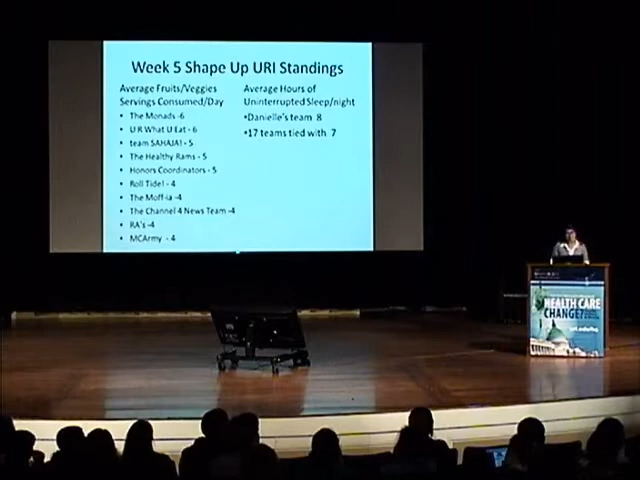 Week 5 Shape Up URI Standings
Average Fruits/Veggies
Servings Consumed/Day
• The Monads -6
• U R What U Eat - 6
• team SAHAJA! - 5
• The Healthy Rams - 5
• Honors Coordinators - 5
• Roll Tide! - 4
• The Moff-ia -4
• The Channel 4 News Team -4
• RA's -4
• MCArmy - 4
Average Hours of
Uninterrupted Sleep/night
•Danielle's team 8
•17 teams tied with 7
HEALTH CARE
CHANGE?